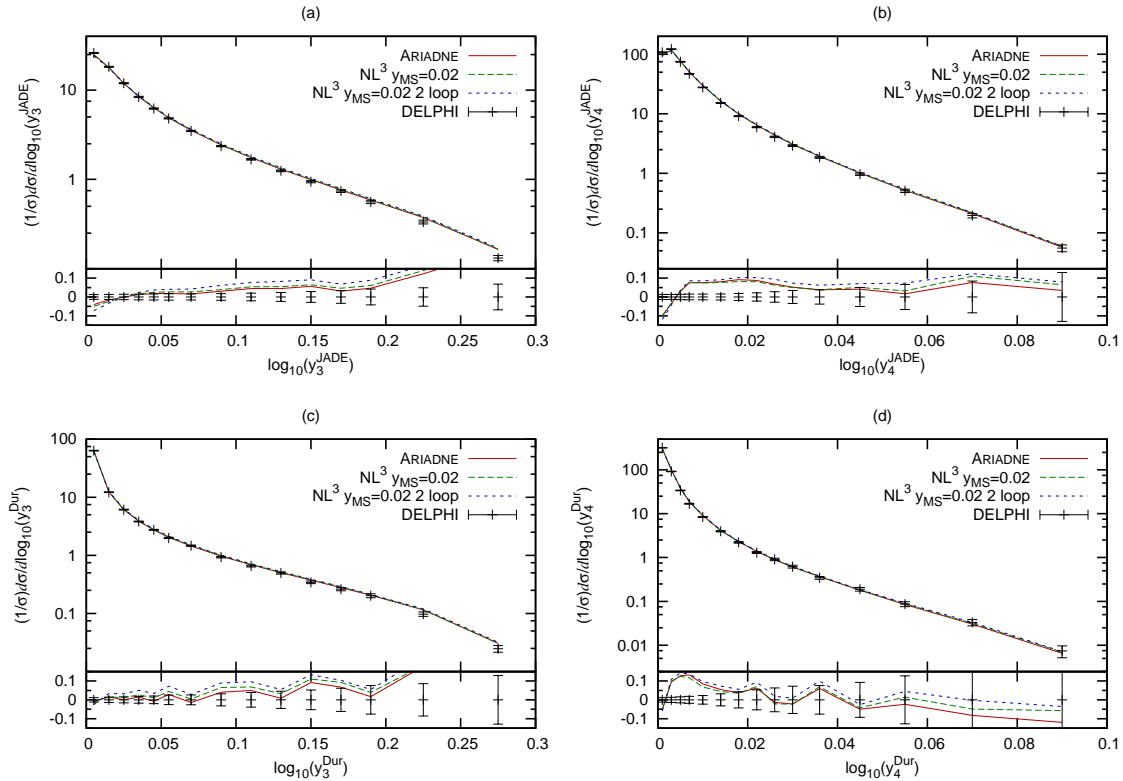 (a)
(1/σ)dσ/dlog10(y3^JADE)
10
1
ARIADNE
NL³ yMS=0.02
NL³ yMS=0.02 2 loop
DELPHI
0.1
0
-0.1
0 0.05 0.1 0.15 0.2 0.25 0.3
log10(y3^JADE)
(b)
(1/σ)dσ/dlog10(y4^JADE)
100
10
1
0.1
ARIADNE
NL³ yMS=0.02
NL³ yMS=0.02 2 loop
DELPHI
0.1
0
-0.1
0 0.02 0.04 0.06 0.08 0.1
log10(y4^JADE)
(c)
(1/σ)dσ/dlog10(y3^Dur)
100
10
1
0.1
ARIADNE
NL³ yMS=0.02
NL³ yMS=0.02 2 loop
DELPHI
0.1
0
-0.1
0 0.05 0.1 0.15 0.2 0.25 0.3
log10(y3^Dur)
(d)
(1/σ)dσ/dlog10(y4^Dur)
100
10
1
0.1
0.01
ARIADNE
NL³ yMS=0.02
NL³ yMS=0.02 2 loop
DELPHI
0.1
0
-0.1
0 0.02 0.04 0.06 0.08 0.1
log10(y4^Dur)